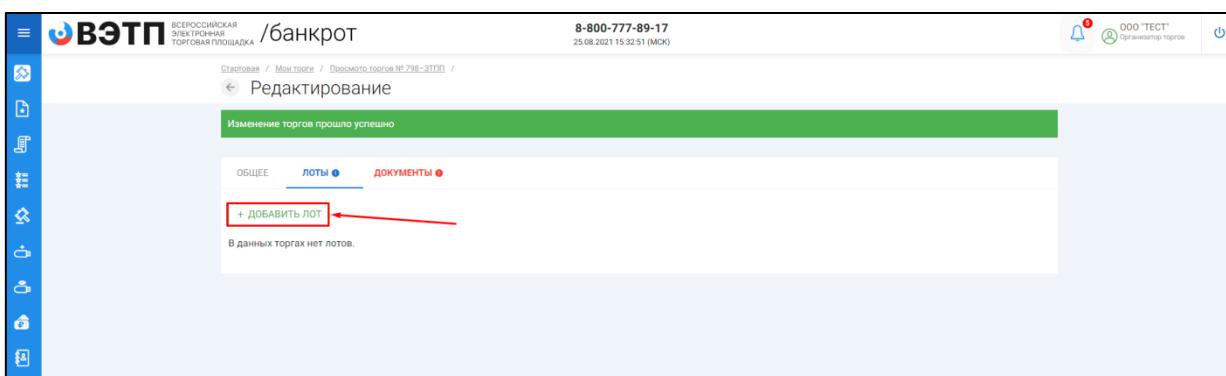 ВЭТП
ВСЕРОССИЙСКАЯ
ЭЛЕКТРОННАЯ
ТОРГОВАЯ ПЛОЩАДКА
/банкрот
8-800-777-89-17
25.08.2021 15:32:51 (МСК)
5
ООО "ТЕСТ"
Организатор торгов
Стартовая / Мои торги / Просмотр торгов № 798-ЭТПП /
Редактирование
Изменение торгов прошло успешно
ОБЩЕЕ ЛОТЫ ДОКУМЕНТЫ
+ ДОБАВИТЬ ЛОТ
В данных торгах нет лотов.